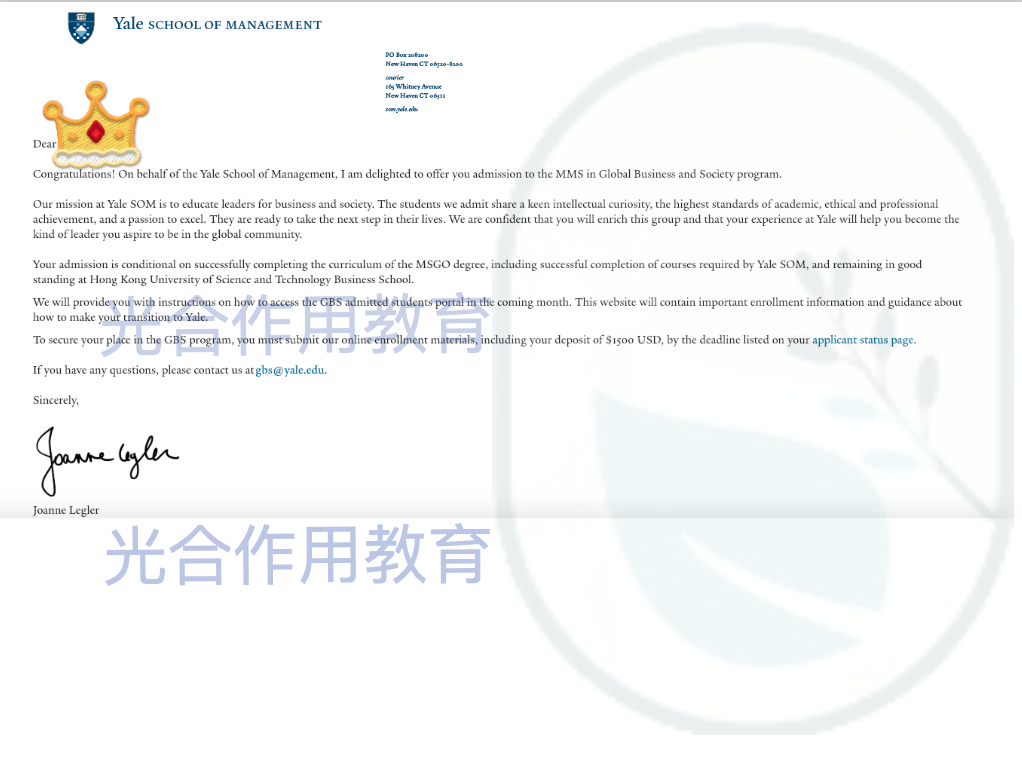 Yale SCHOOL OF MANAGEMENT
PO Box 208200
New Haven CT 06520-8200
courier
165 Whitney Avenue
New Haven CT 06511
som.yale.edu
Dear
Congratulations! On behalf of the Yale School of Management, I am delighted to offer you admission to the MMS in Global Business and Society program.
Our mission at Yale SOM is to educate leaders for business and society. The students we admit share a keen intellectual curiosity, the highest standards of academic, ethical and professional
achievement, and a passion to excel. They are ready to take the next step in their lives. We are confident that you will enrich this group and that your experience at Yale will help you become the
kind of leader you aspire to be in the global community.
Your admission is conditional on successfully completing the curriculum of the MSGO degree, including successful completion of courses required by Yale SOM, and remaining in good
standing at Hong Kong University of Science and Technology Business School.
We will provide you with instructions on how to access the GBS admitted students portal in the coming month. This website will contain important enrollment information and guidance about
how to make your transition to Yale.
光合作用教育
To secure your place in the GBS program, you must submit our online enrollment materials, including your deposit of $1500 USD, by the deadline listed on your applicant status page.
If you have any questions, please contact us at gbs@yale.edu.
Sincerely,
Joanne Legler
Joanne Legler
光合作用教育